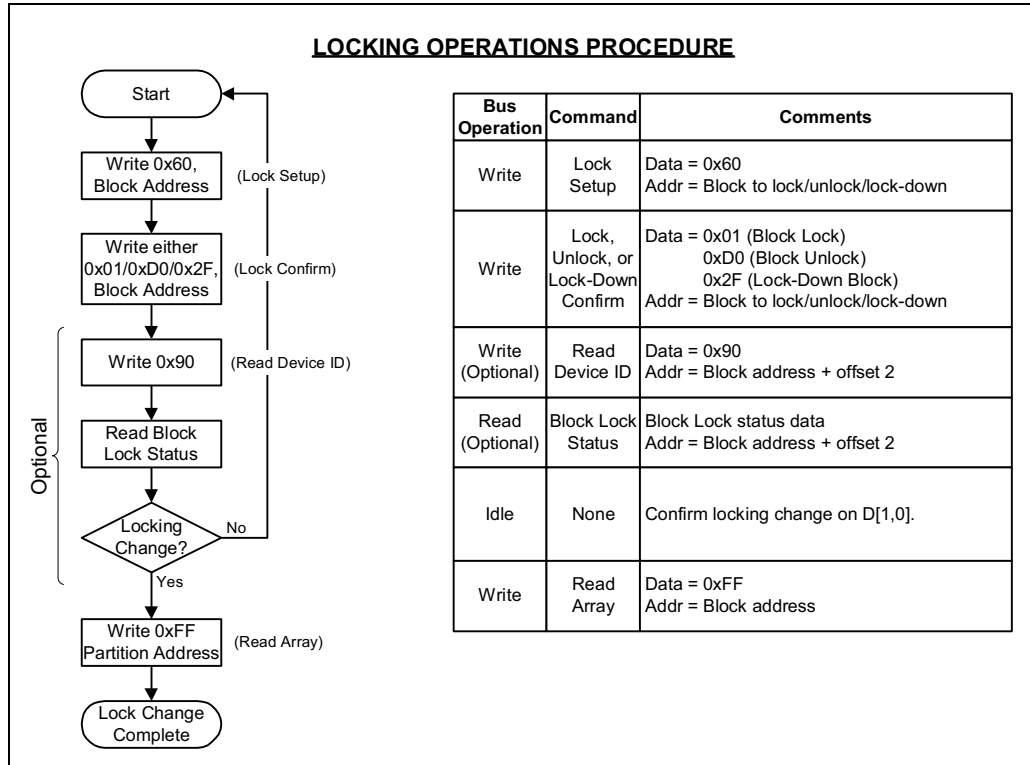 LOCKING OPERATIONS PROCEDURE
Start
Write 0x60,
Block Address
(Lock Setup)
Write either
0x01/0xD0/0x2F,
Block Address
(Lock Confirm)
Optional
Write 0x90
(Read Device ID)
Read Block
Lock Status
Locking
Change?
No
Yes
Write 0xFF
Partition Address
(Read Array)
Lock Change
Complete
Bus
Operation
Command
Comments
Write
Lock
Setup
Data = 0x60
Addr = Block to lock/unlock/lock-down
Write
Lock,
Unlock, or
Lock-Down
Confirm
Data = 0x01 (Block Lock)
0xD0 (Block Unlock)
0x2F (Lock-Down Block)
Addr = Block to lock/unlock/lock-down
Write
(Optional)
Read
Device ID
Data = 0x90
Addr = Block address + offset 2
Read
(Optional)
Block Lock
Status
Block Lock status data
Addr = Block address + offset 2
Idle
None
Confirm locking change on D[1,0].
Write
Read
Array
Data = 0xFF
Addr = Block address